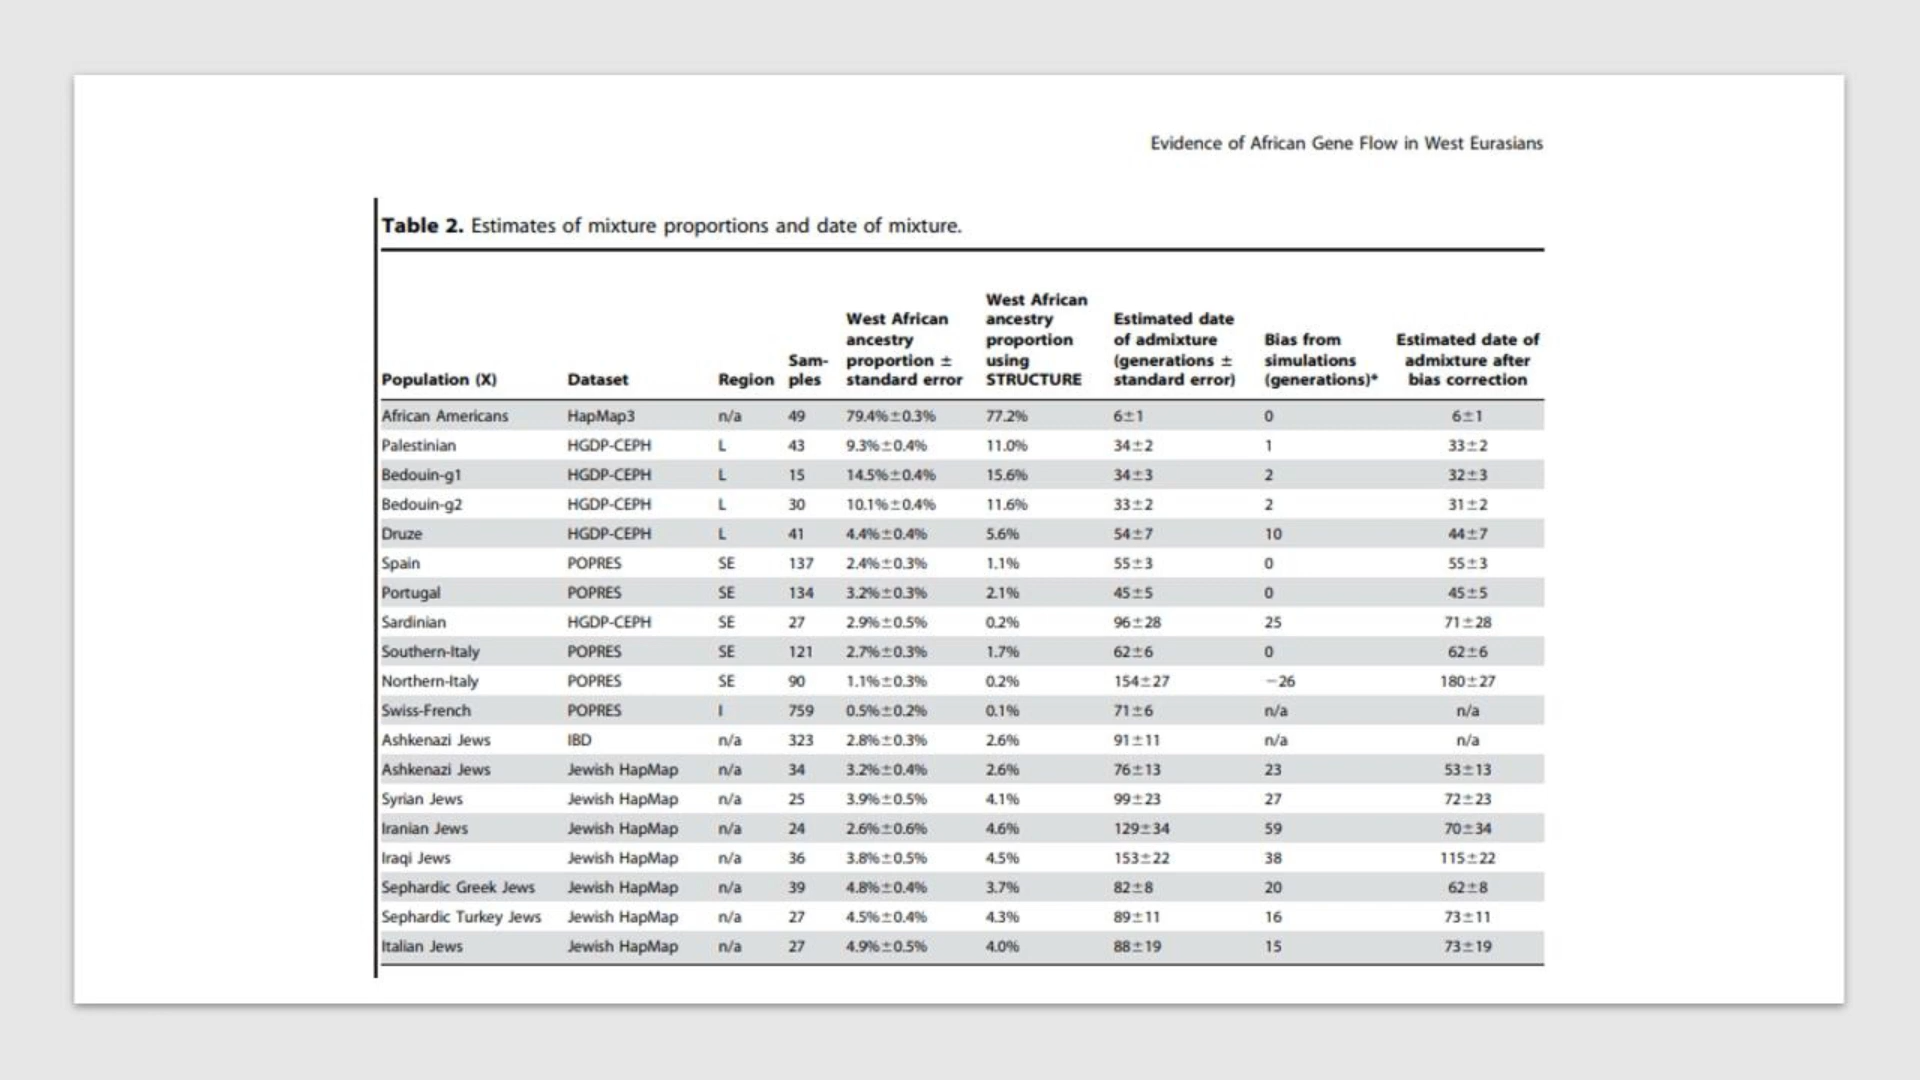 Evidence of African Gene Flow in West Eurasians
Table 2. Estimates of mixture proportions and date of mixture.
Population (X) Dataset Region Sam-ples West African ancestry proportion ± standard error West African ancestry proportion using STRUCTURE Estimated date of admixture (generations ± standard error) Bias from simulations (generations)* Estimated date of admixture after bias correction
African Americans HapMap3 n/a 49 79.4%±0.3% 77.2% 6±1 0 6±1
Palestinian HGDP-CEPH L 43 9.3%±0.4% 11.0% 34±2 1 33±2
Bedouin-g1 HGDP-CEPH L 15 14.5%±0.4% 15.6% 34±3 2 32±3
Bedouin-g2 HGDP-CEPH L 30 10.1%±0.4% 11.6% 33±2 2 31±2
Druze HGDP-CEPH L 41 4.4%±0.4% 5.6% 54±7 10 44±7
Spain POPRES SE 137 2.4%±0.3% 1.1% 55±3 0 55±3
Portugal POPRES SE 134 3.2%±0.3% 2.1% 45±5 0 45±5
Sardinian HGDP-CEPH SE 27 2.9%±0.5% 0.2% 96±28 25 71±28
Southern-Italy POPRES SE 121 2.7%±0.3% 1.7% 62±6 0 62±6
Northern-Italy POPRES SE 90 1.1%±0.3% 0.2% 154±27 −26 180±27
Swiss-French POPRES I 759 0.5%±0.2% 0.1% 71±6 n/a n/a
Ashkenazi Jews IBD n/a 323 2.8%±0.3% 2.6% 91±11 n/a n/a
Ashkenazi Jews Jewish HapMap n/a 34 3.2%±0.4% 2.6% 76±13 23 53±13
Syrian Jews Jewish HapMap n/a 25 3.9%±0.5% 4.1% 99±23 27 72±23
Iranian Jews Jewish HapMap n/a 24 2.6%±0.6% 4.6% 129±34 59 70±34
Iraqi Jews Jewish HapMap n/a 36 3.8%±0.5% 4.5% 153±22 38 115±22
Sephardic Greek Jews Jewish HapMap n/a 39 4.8%±0.4% 3.7% 82±8 20 62±8
Sephardic Turkey Jews Jewish HapMap n/a 27 4.5%±0.4% 4.3% 89±11 16 73±11
Italian Jews Jewish HapMap n/a 27 4.9%±0.5% 4.0% 88±19 15 73±19